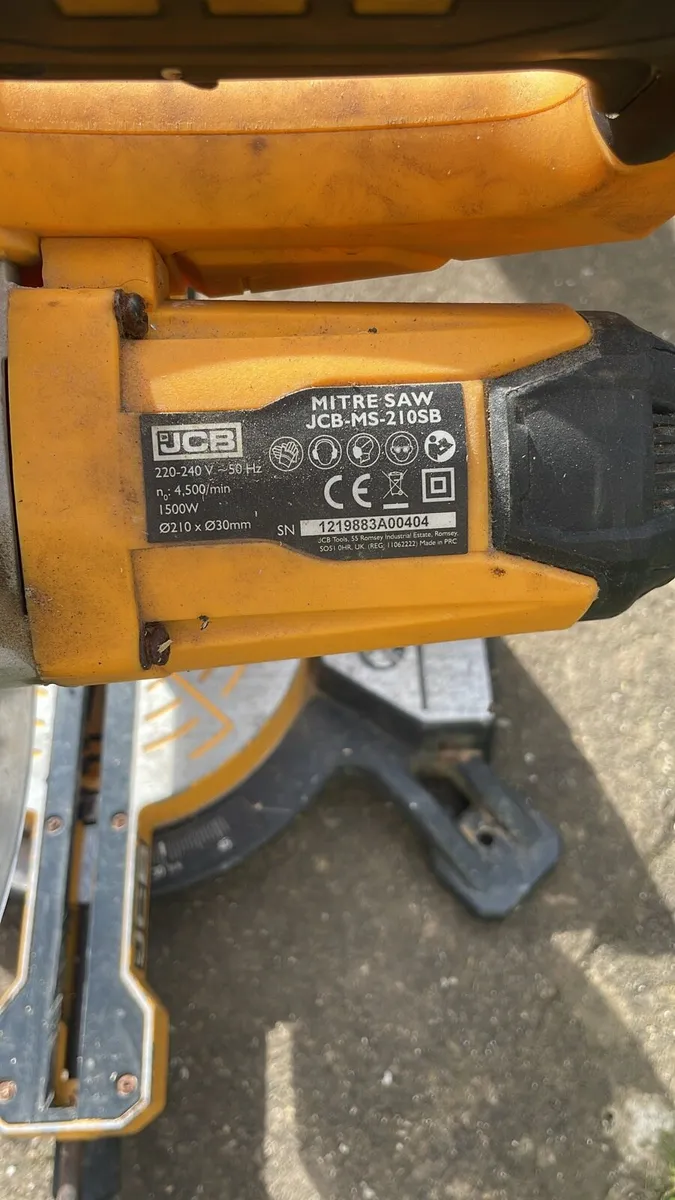 MITRE SAW
JCB-MS-210SB
JCB
220-240 V ~ 50 Hz
n₀: 4,500/min
1500W
Ø210 x Ø30mm
CE
SN 1219883A00404
JCB Tools, 55 Romsey Industrial Estate, Romsey,
SO51 0HR, UK. (REG. 11062222) Made in PRC
JCB